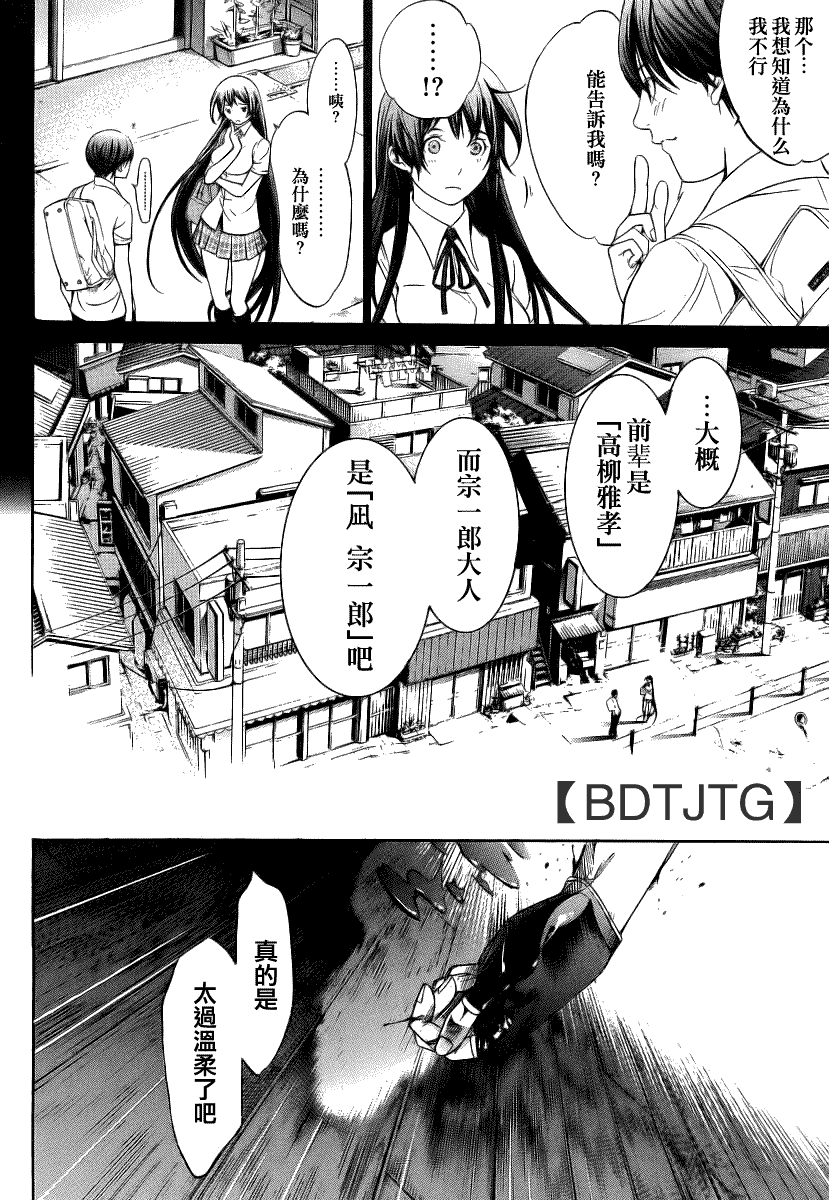 那个…
我想知道為什么
我不行
能告訴我嗎？
……
!?
……咦？
…………
為什麼嗎？
……
…大概
前輩是
「高柳雅孝」
而宗一郎大人
是「凪 宗一郎」吧
【BDTJTG】
真的是
太過溫柔了吧